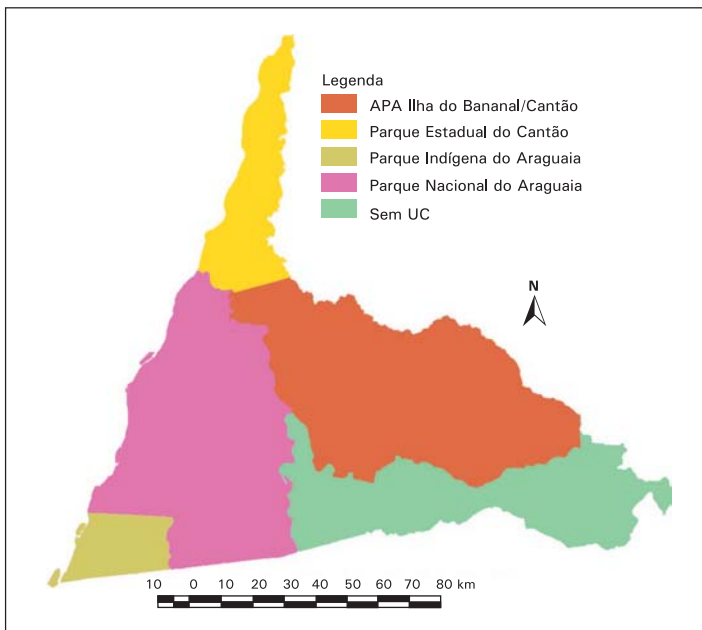 Legenda
APA Ilha do Bananal/Cantão
Parque Estadual do Cantão
Parque Indígena do Araguaia
Parque Nacional do Araguaia
Sem UC
N
10 0 10 20 30 40 50 60 70 80 km